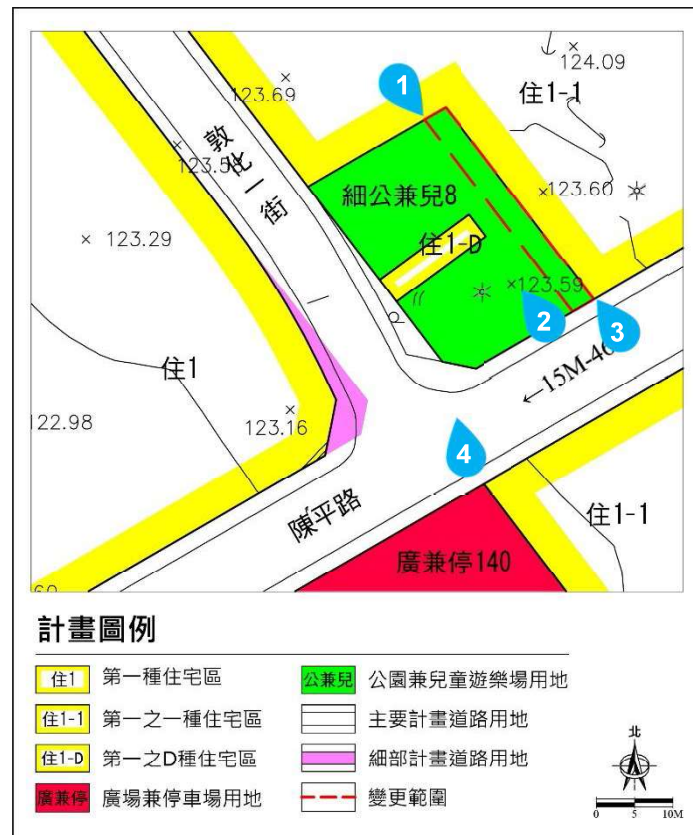 1
124.09
123.69
住1-1
敦化一街
123.5
細公兼兒8
123.60
住1-D
123.29
123.59
2
3
←15M-46
住1
122.98
123.16
4
陳平路
住1-1
廣兼停140
60
計畫圖例
住1 第一種住宅區
公兼兒 公園兼兒童遊樂場用地
住1-1 第一之一種住宅區
主要計畫道路用地
住1-D 第一之D種住宅區
細部計畫道路用地
廣兼停 廣場兼停車場用地
變更範圍
北
0 5 10M